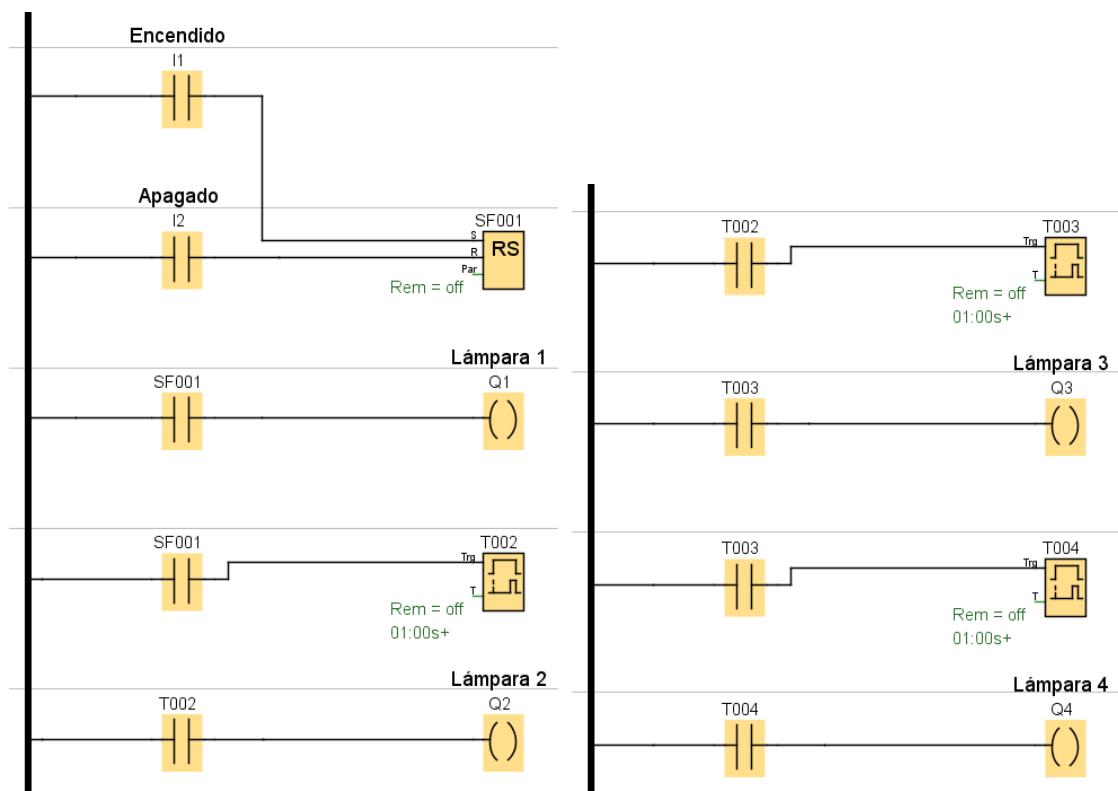 Encendido
I1
Apagado
I2
SF001
S
R
RS
Par
Rem = off
Lámpara 1
SF001
Q1
SF001
T002
Trg
T
Rem = off
01:00s+
Lámpara 2
T002
Q2
T002
T003
Trg
T
Rem = off
01:00s+
Lámpara 3
T003
Q3
T003
T004
Trg
T
Rem = off
01:00s+
Lámpara 4
T004
Q4